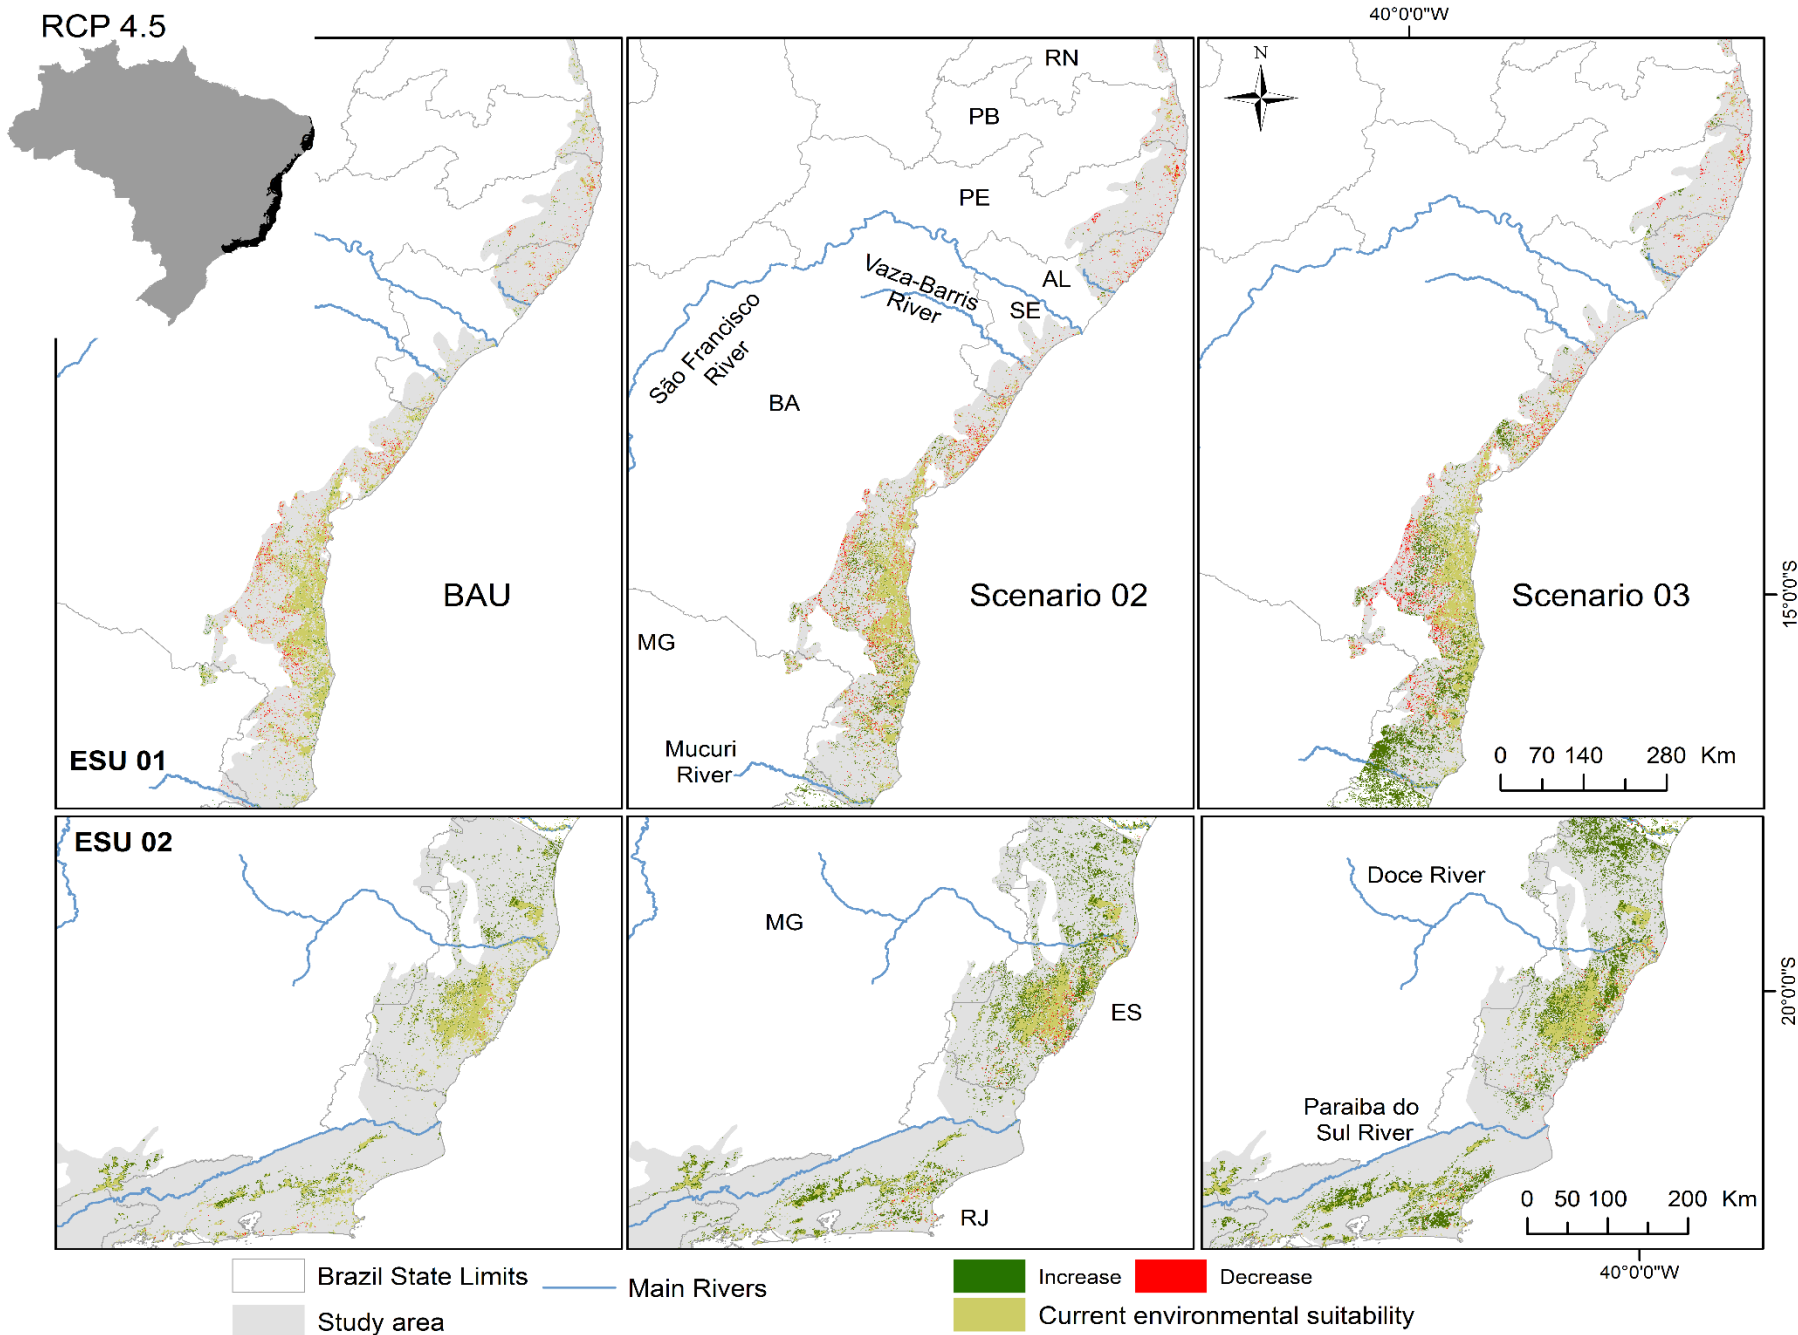 RCP 4.5
40°0'0"W
N
RN
PB
PE
AL
SE
Vaza-Barris
River
São Francisco
River
BA
BAU
Scenario 02
Scenario 03
15°0'0"S
MG
Mucuri
River
ESU 01
0 70 140 280 Km
ESU 02
MG
ES
RJ
Doce River
20°0'0"S
Paraiba do
Sul River
0 50 100 200 Km
40°0'0"W
Brazil State Limits
Main Rivers
Increase
Decrease
Study area
Current environmental suitability